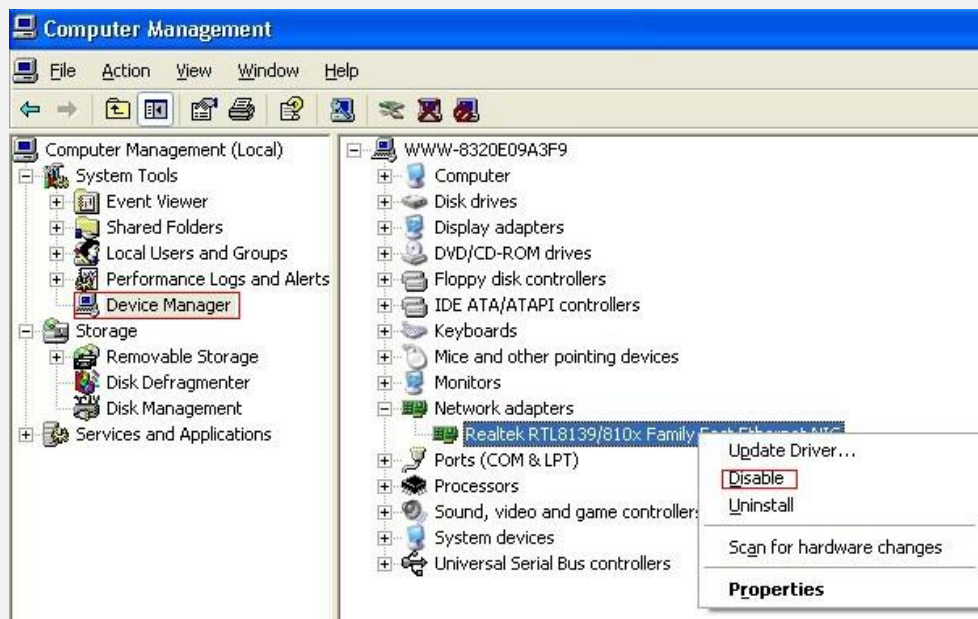 Computer Management
File Action View Window Help
Computer Management (Local)
System Tools
Event Viewer
Shared Folders
Local Users and Groups
Performance Logs and Alerts
Device Manager
Storage
Removable Storage
Disk Defragmenter
Disk Management
Services and Applications
WWW-8320E09A3F9
Computer
Disk drives
Display adapters
DVD/CD-ROM drives
Floppy disk controllers
IDE ATA/ATAPI controllers
Keyboards
Mice and other pointing devices
Monitors
Network adapters
Realtek RTL8139/810x Family Fast Ethernet NIC
Ports (COM & LPT)
Processors
Sound, video and game controllers
System devices
Universal Serial Bus controllers
Update Driver...
Disable
Uninstall
Scan for hardware changes
Properties